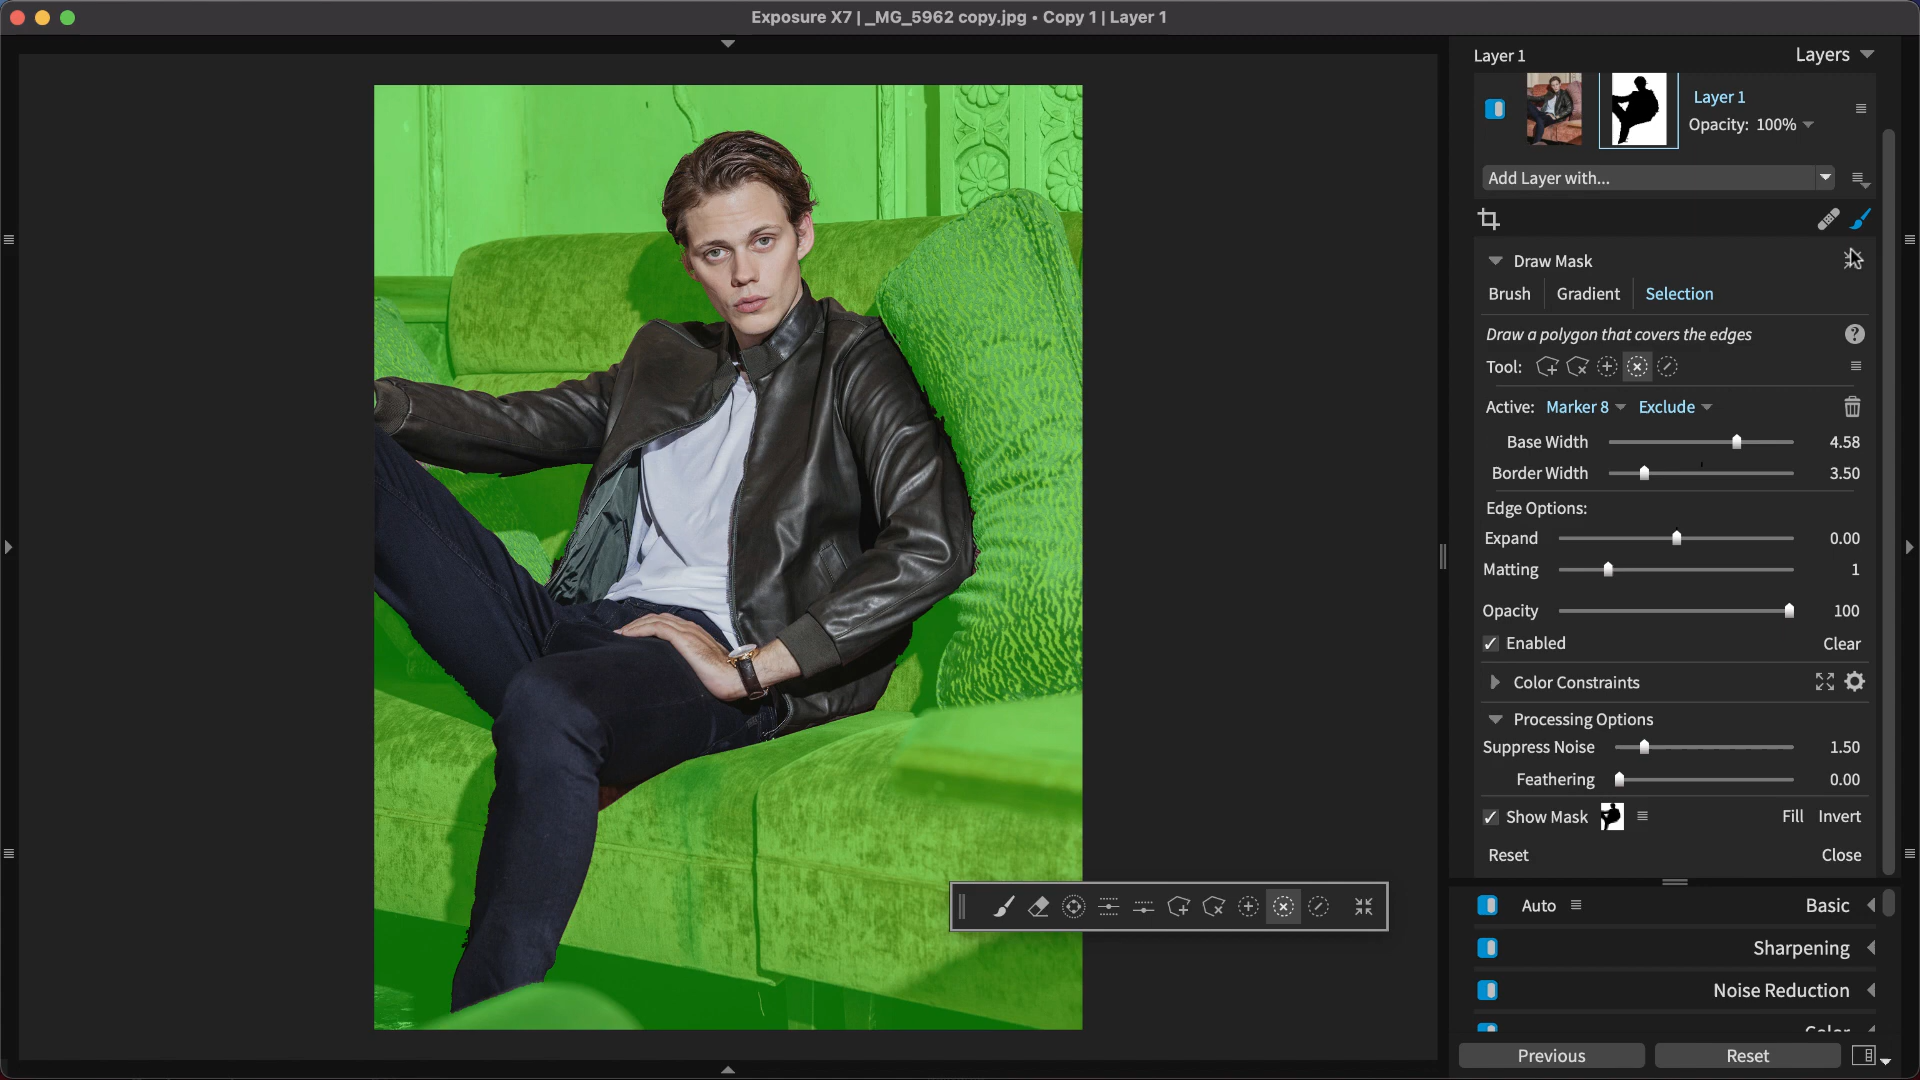 Exposure X7 | _MG_5962 copy.jpg • Copy 1 | Layer 1
Layer 1 Layers
Layer 1
Opacity: 100%
Add Layer with...
Draw Mask
Brush Gradient Selection
Draw a polygon that covers the edges ?
Tool:
Active: Marker 8 Exclude
Base Width 4.58
Border Width 3.50
Edge Options:
Expand 0.00
Matting 1
Opacity 100
Enabled Clear
Color Constraints
Processing Options
Suppress Noise 1.50
Feathering 0.00
Show Mask Fill Invert
Reset Close
Auto Basic
Sharpening
Noise Reduction
Color
Previous Reset